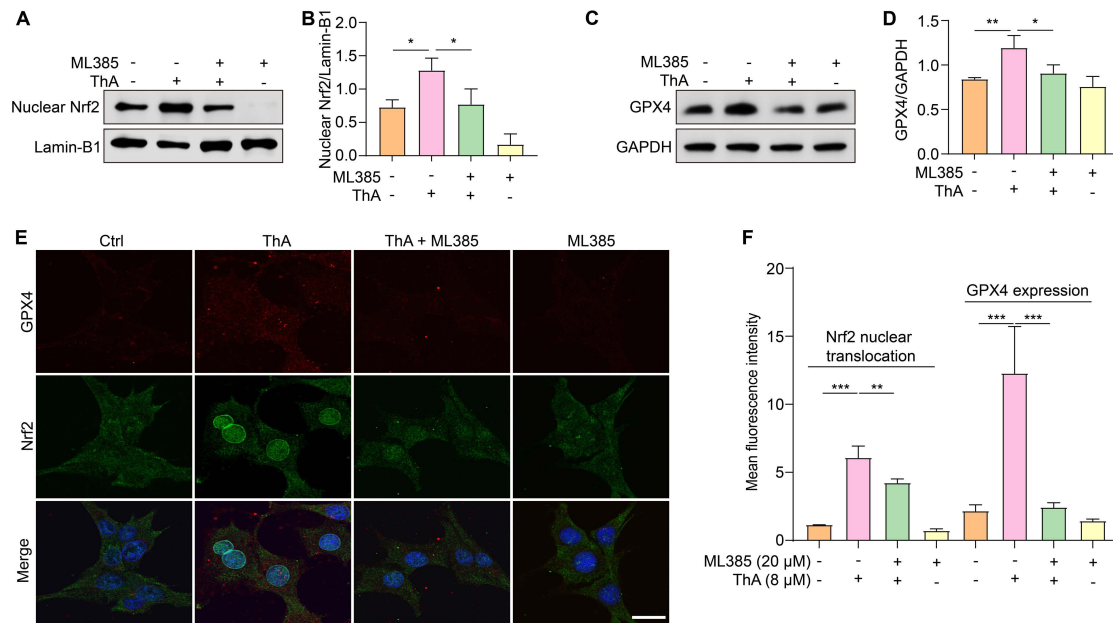 A
ML385 - - + +
ThA - + + -
Nuclear Nrf2
Lamin-B1
B
Nuclear Nrf2/Lamin-B1
2.0
1.5
1.0
0.5
0.0
* *
ML385 - - + +
ThA - + + -
C
ML385 - - + +
ThA - + + -
GPX4
GAPDH
D
GPX4/GAPDH
1.5
1.0
0.5
0.0
** *
ML385 - - + +
ThA - + + -
E
Ctrl ThA ThA + ML385 ML385
GPX4
Nrf2
Merge
F
Mean fluorescence intensity
20
15
10
5
0
Nrf2 nuclear
translocation
*** **
GPX4 expression
*** ***
ML385 (20 μM) - - + + - - + +
ThA (8 μM) - + + - - + + -